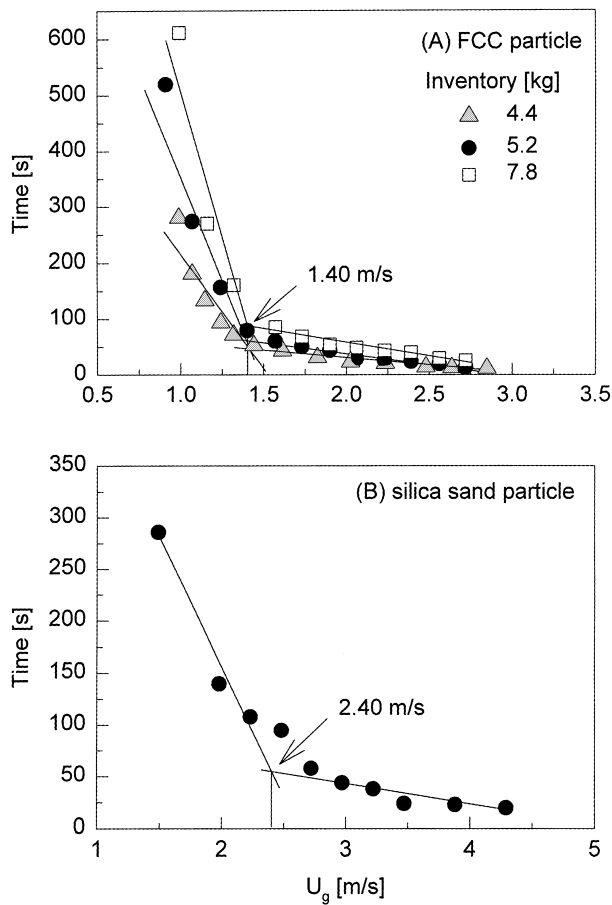 600
500
400
300
200
100
0
Time [s]
(A) FCC particle
Inventory [kg]
4.4
5.2
7.8
1.40 m/s
0.5 1.0 1.5 2.0 2.5 3.0 3.5
350
300
250
200
150
100
50
0
Time [s]
(B) silica sand particle
2.40 m/s
1 2 3 4 5
Ug [m/s]